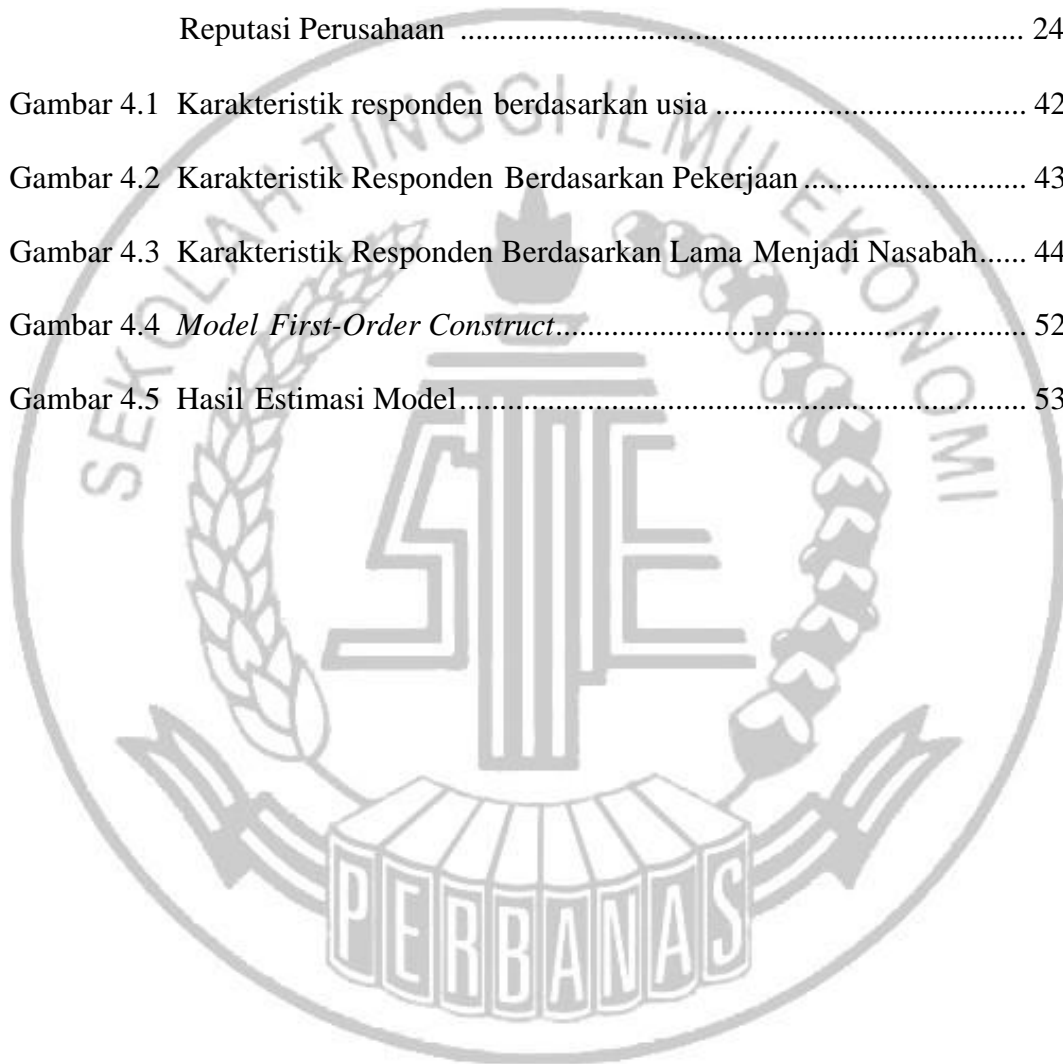 Reputasi Perusahaan ................................................................ 24
Gambar 4.1 Karakteristik responden berdasarkan usia ................................... 42
Gambar 4.2 Karakteristik Responden Berdasarkan Pekerjaan ......................... 43
Gambar 4.3 Karakteristik Responden Berdasarkan Lama Menjadi Nasabah...... 44
Gambar 4.4 Model First-Order Construct..................................................... 52
Gambar 4.5 Hasil Estimasi Model................................................................ 53
SEKOLAH TINGGI ILMU EKONOMI
STIE
PERBANAS